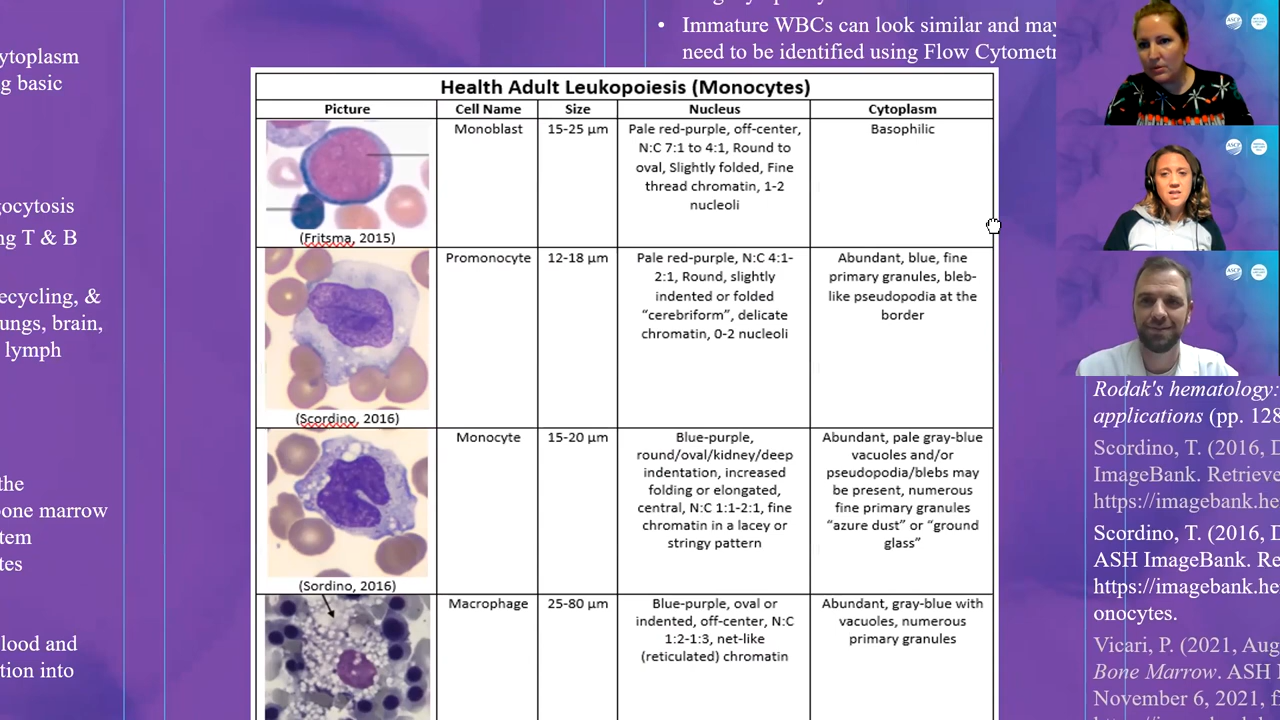 ytoplasm
g basic
gocytosis
ng T & B
ecycling, &
ungs, brain,
lymph
the
one marrow
tem
tes
lood and
tion into
• Immature WBCs can look similar and may
need to be identified using Flow Cytometr
Health Adult Leukopoiesis (Monocytes)
Picture Cell Name Size Nucleus Cytoplasm
(Fritsma, 2015)
Monoblast
15-25 µm
Pale red-purple, off-center,
N:C 7:1 to 4:1, Round to
oval, Slightly folded, Fine
thread chromatin, 1-2
nucleoli
Basophilic
(Scordino, 2016)
Promonocyte
12-18 µm
Pale red-purple, N:C 4:1-
2:1, Round, slightly
indented or folded
“cerebriform”, delicate
chromatin, 0-2 nucleoli
Abundant, blue, fine
primary granules, bleb-
like pseudopodia at the
border
(Sordino, 2016)
Monocyte
15-20 µm
Blue-purple,
round/oval/kidney/deep
indentation, increased
folding or elongated,
central, N:C 1:1-2:1, fine
chromatin in a lacey or
stringy pattern
Abundant, pale gray-blue
vacuoles and/or
pseudopodia/blebs may
be present, numerous
fine primary granules
“azure dust” or “ground
glass”
Macrophage
25-80 µm
Blue-purple, oval or
indented, off-center, N:C
1:2-1:3, net-like
(reticulated) chromatin
Abundant, gray-blue with
vacuoles, numerous
primary granules
ASCP
ASCP
ASCP
Rodak's hematology:
applications (pp. 128
Scordino, T. (2016, D
ImageBank. Retrieve
https://imagebank.he
Scordino, T. (2016, D
ASH ImageBank. Re
https://imagebank.he
onocytes.
Vicari, P. (2021, Aug
Bone Marrow. ASH I
November 6, 2021, f